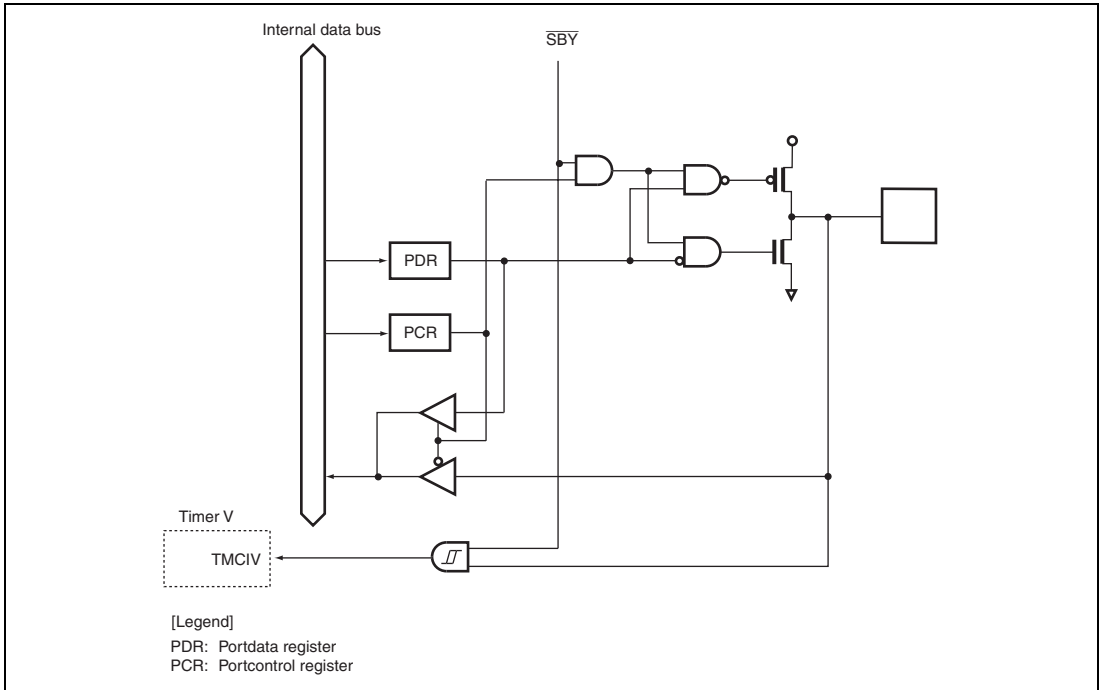 Internal data bus
SBY
PDR
PCR
Timer V
TMCIV
[Legend]
PDR: Portdata register
PCR: Portcontrol register